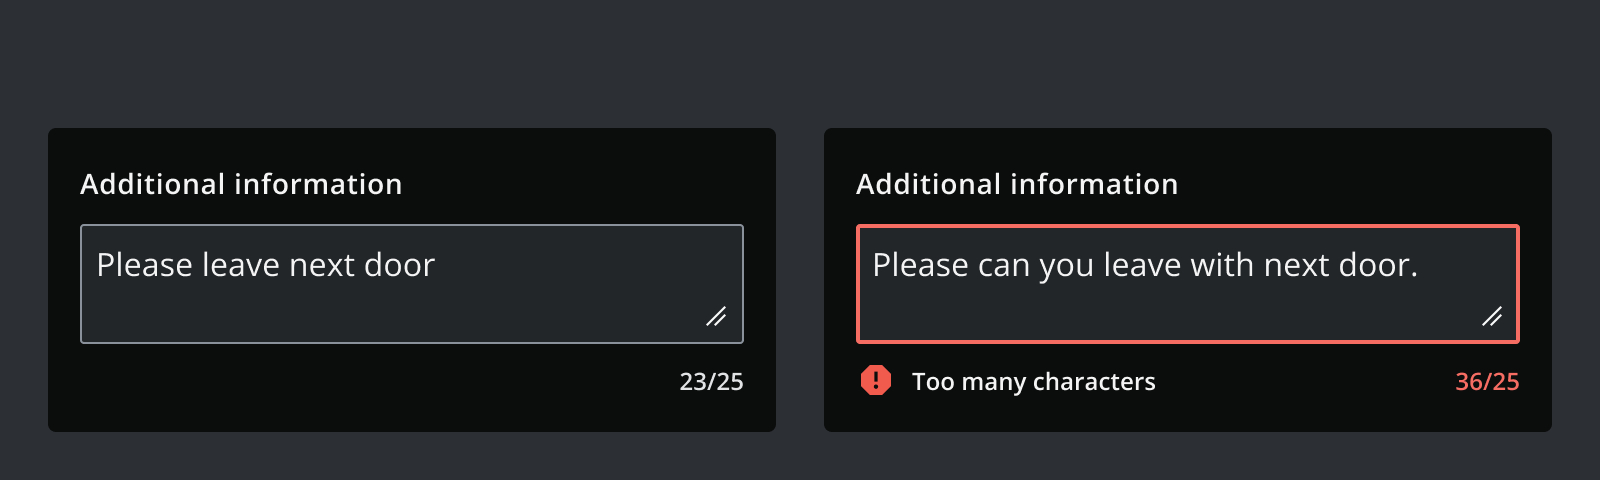 Additional information
Please leave next door
23/25
Additional information
Please can you leave with next door.
Too many characters
36/25